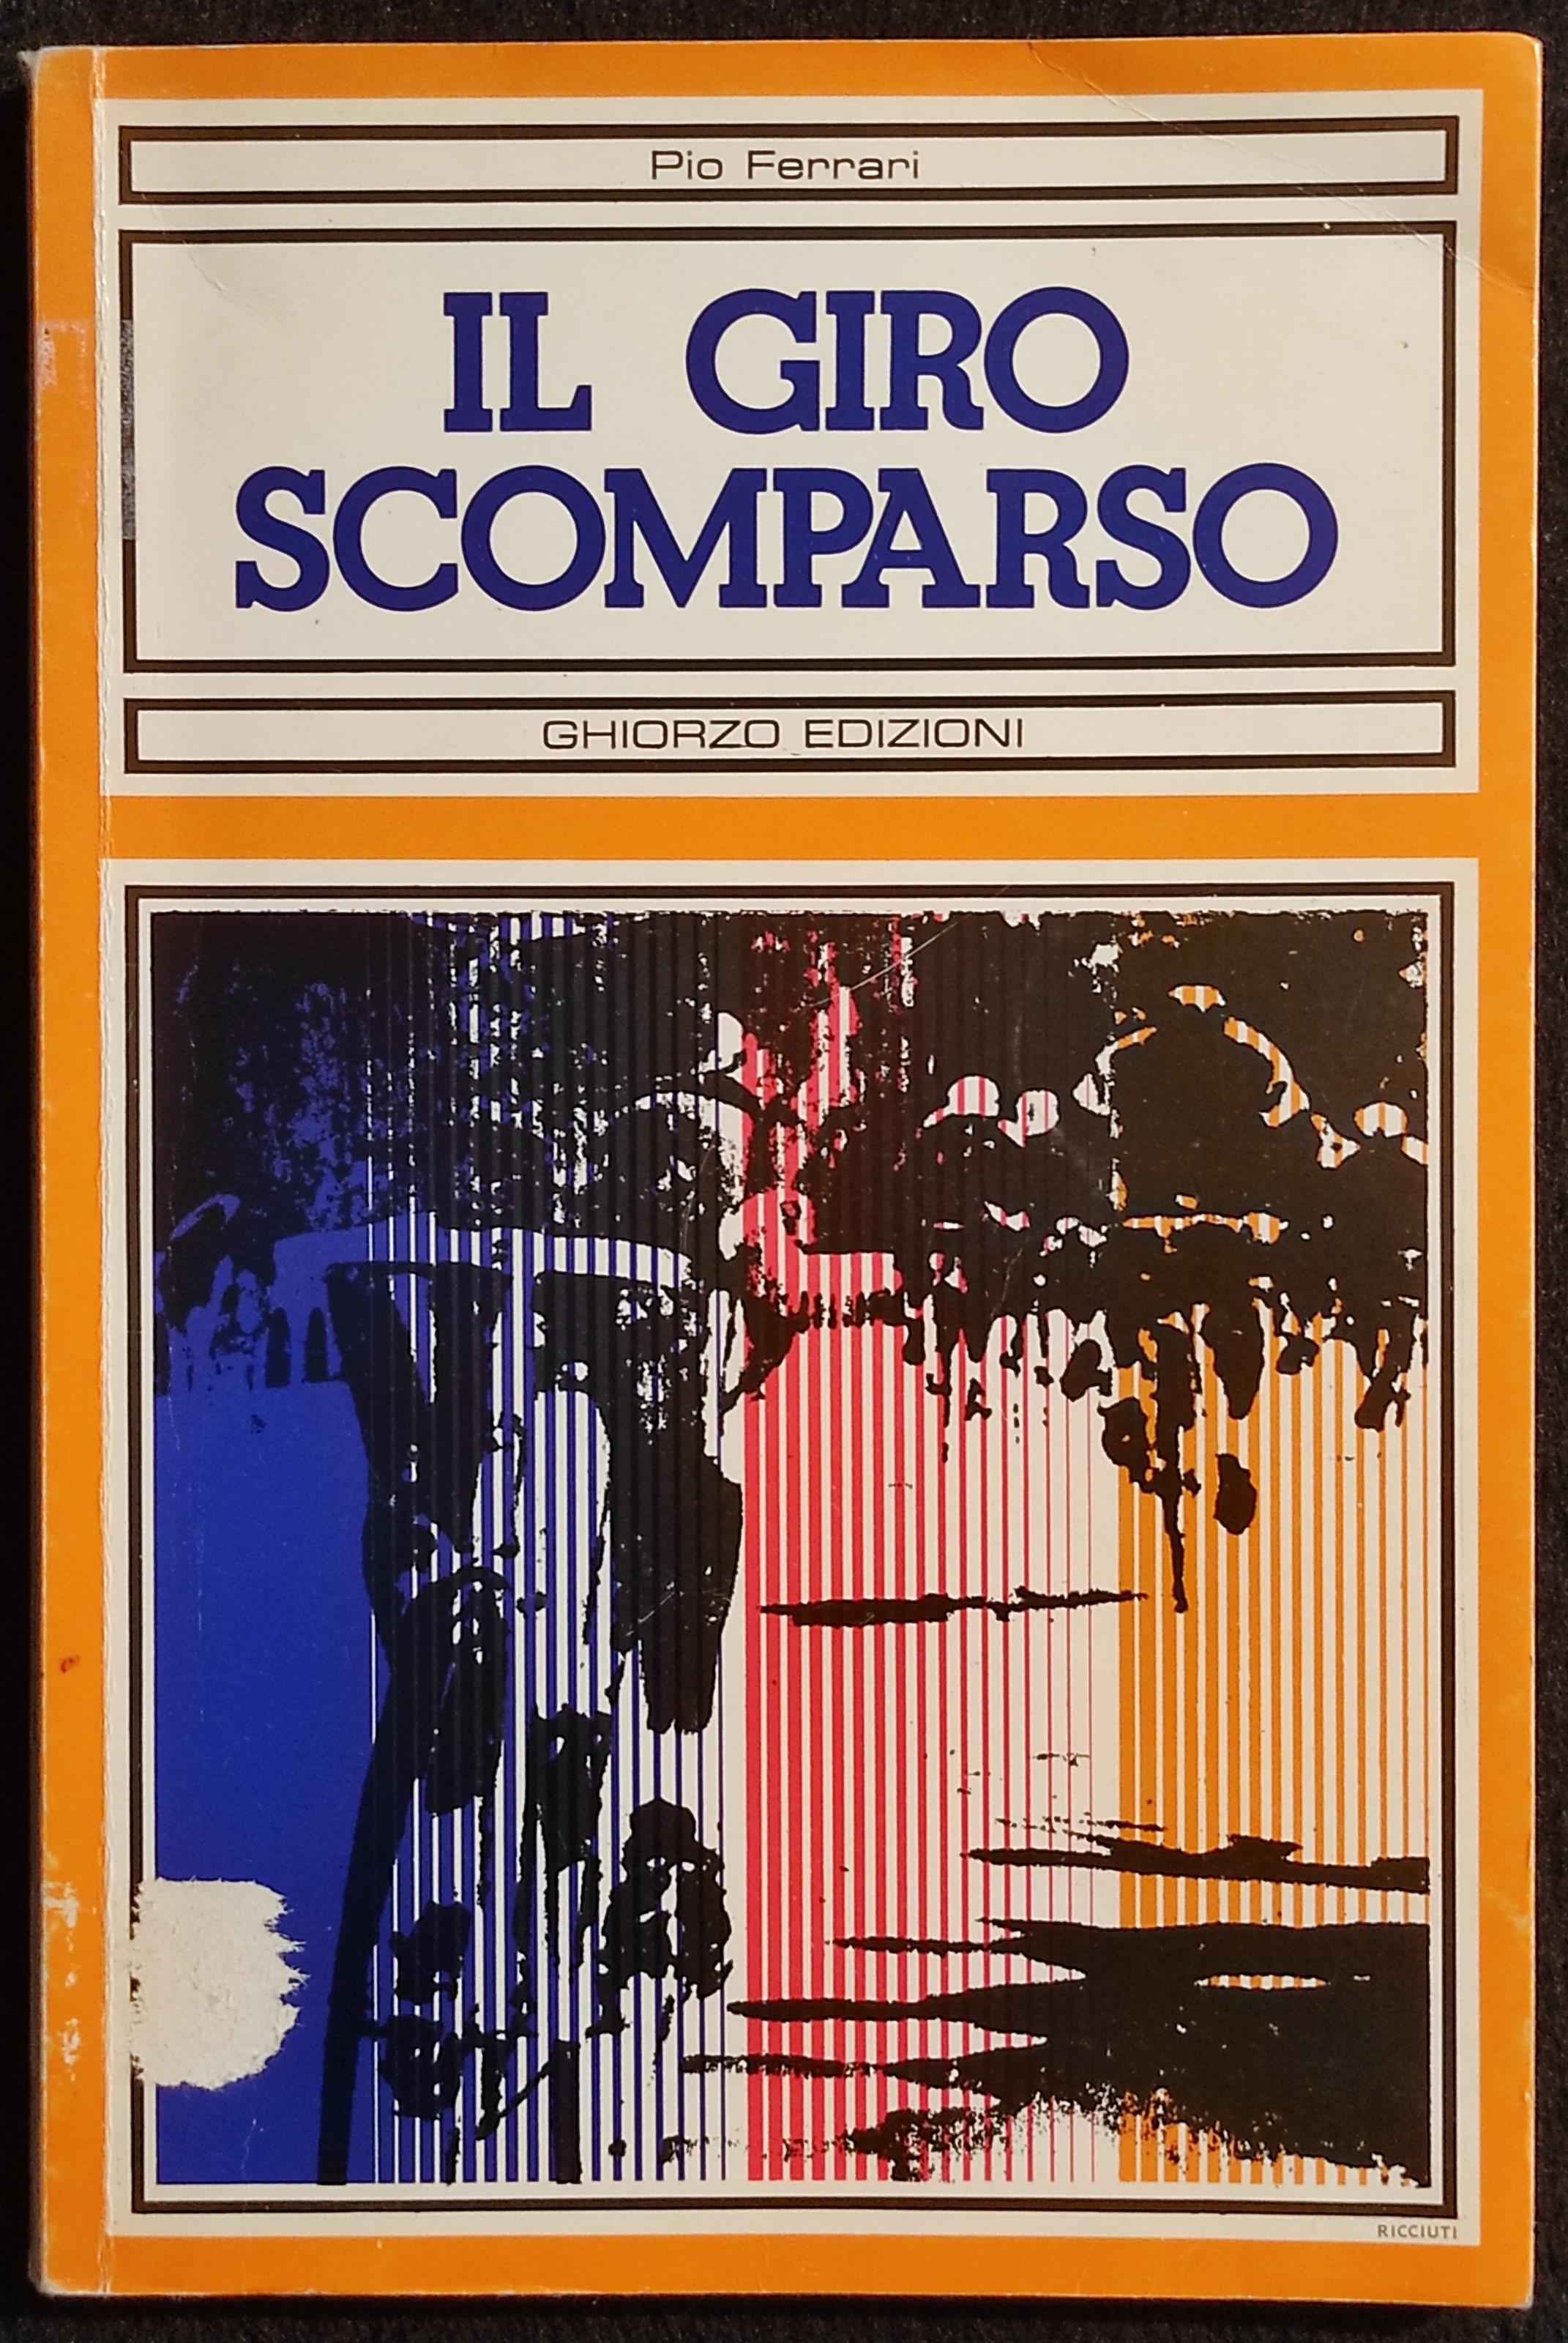 Pio Ferrari
IL GIRO
SCOMPARSO
GHIORZO EDIZIONI
RICCIUTI